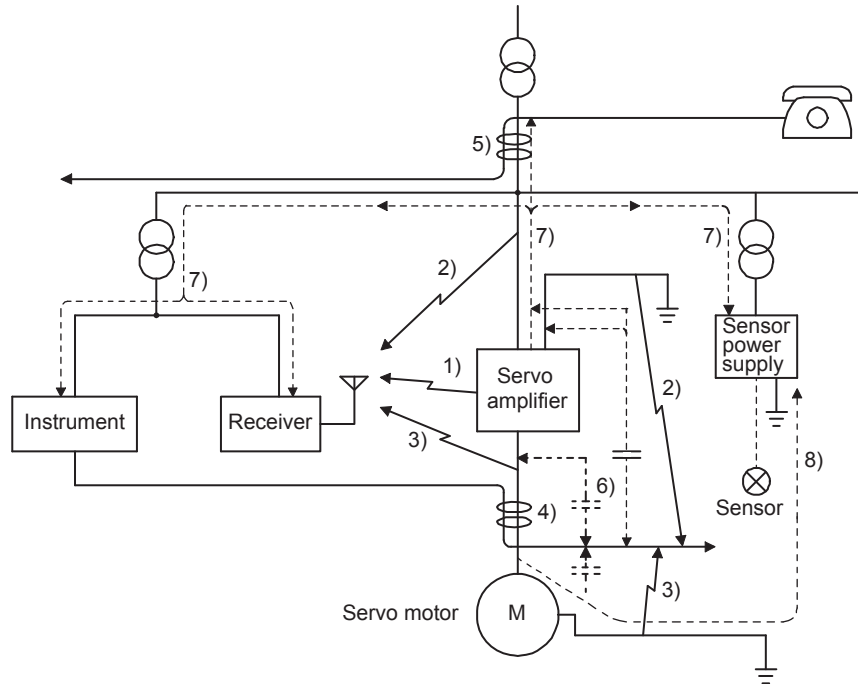 5)
7)
2)
7)
7)
Sensor
power
supply
1)
Servo
amplifier
2)
Instrument
Receiver
3)
8)
6)
4)
Sensor
3)
Servo motor
M